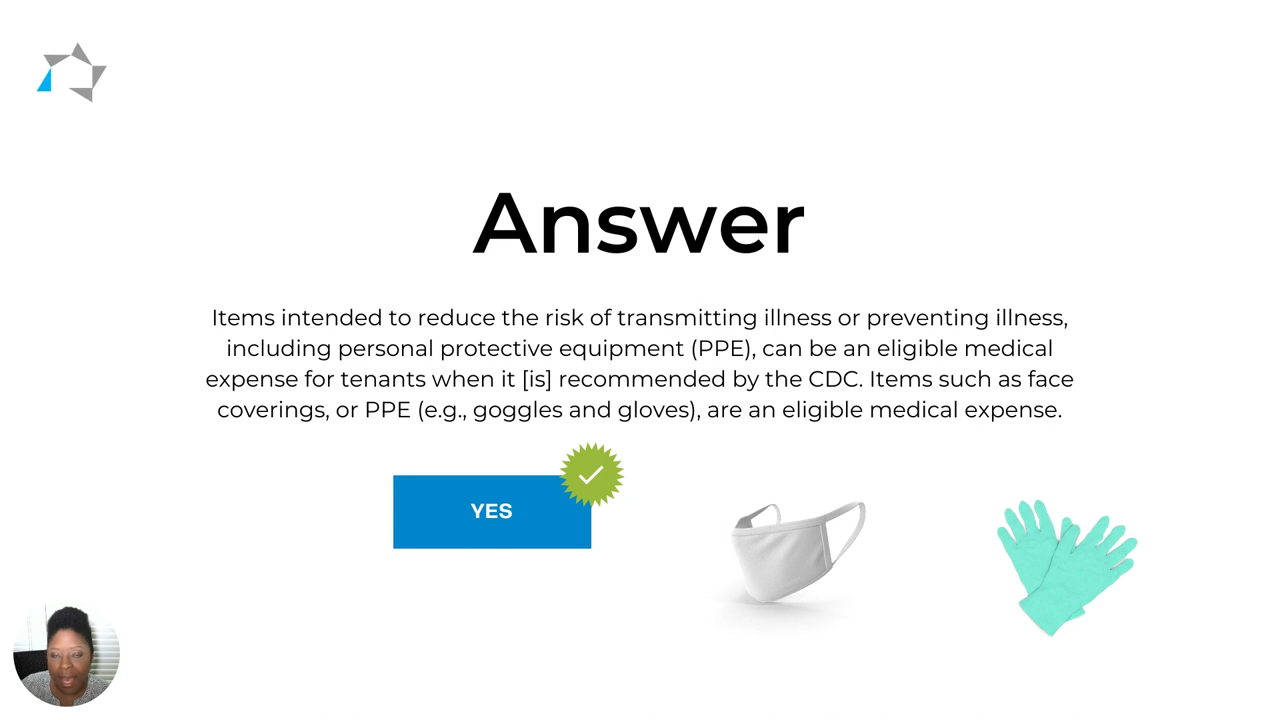 Answer
Items intended to reduce the risk of transmitting illness or preventing illness,
including personal protective equipment (PPE), can be an eligible medical
expense for tenants when it [is] recommended by the CDC. Items such as face
coverings, or PPE (e.g., goggles and gloves), are an eligible medical expense.
YES